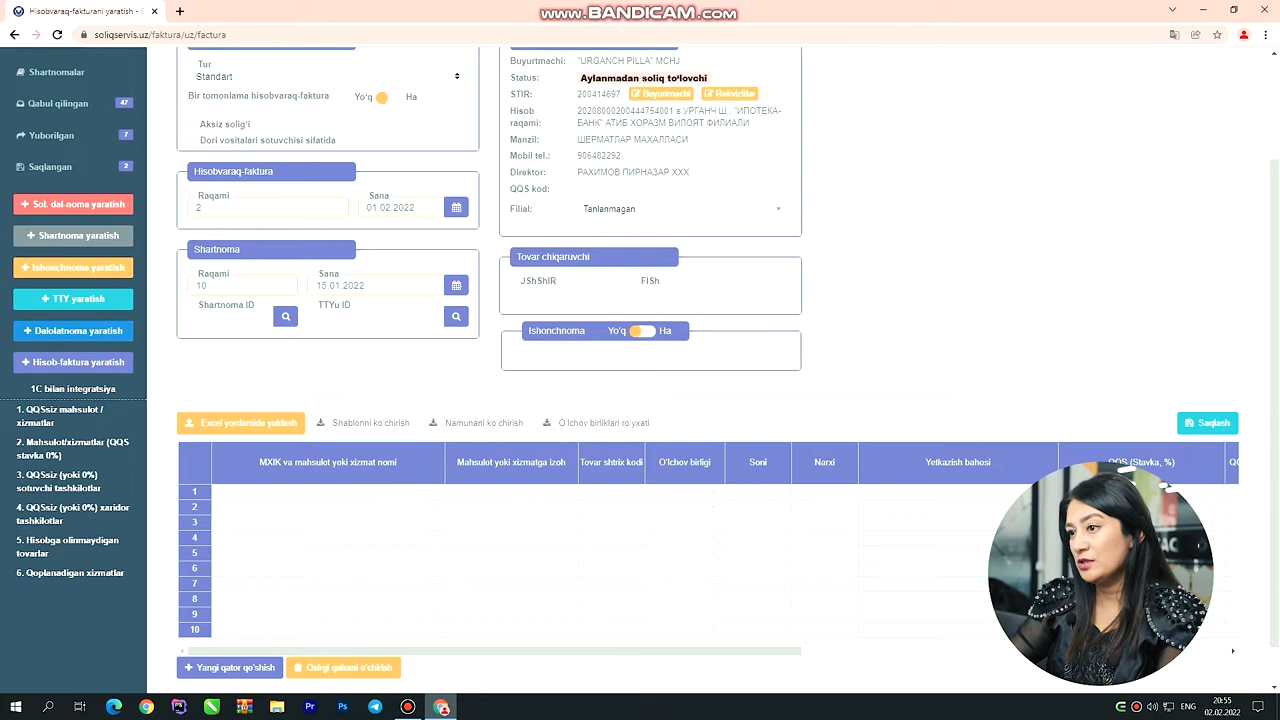 www.BANDICAM.com
Hisobvaraq-fakturani yaratish - E
soliqservis.uz/faktura/uz/factura
Shartnomalar
Qabul qilingan 47
Yuborilgan 7
Saqlangan 2
Sol. dal-noma yaratish
Shartnoma yaratish
Ishonchnoma yaratish
TTY yaratish
Dalolatnoma yaratish
Hisob-faktura yaratish
1C bilan integratsiya
1. QQSsiz mahsulot /
xizmatlar
2. Mahsulot/xizmatlar (QQS
stavka 0%)
3. QQSsiz (yoki 0%)
sotuvchi tashkilotlar
4. QQSsiz (yoki 0%) xaridor
tashkilotlar
5. Hisobga olinmaydigan
tovarlar
6. Qoplanadigan xizmatlar
Tur
Standart
Bir tomonlama hisobvaraq-faktura Yo'q Ha
Aksiz solig'i
Dori vositalari sotuvchisi sifatida
Hisobvaraq-faktura
Raqami Sana
2 01.02.2022
Shartnoma
Raqami Sana
10 15.01.2022
Shartnoma ID TTYu ID
Buyurtmachi: "URGANCH PILLA" MCHJ
Status: Aylanmadan soliq to'lovchi
STIR: 200414697 Buyurtmachi Rekvizitlar
Hisob raqami: 20208000200444754001 в УРГАНЧ Ш., "ИПОТЕКА-
БАНК" АТИБ ХОРАЗМ ВИЛОЯТ ФИЛИАЛИ
Manzil: ШЕРМАТЛАР МАХАЛЛАСИ
Mobil tel.: 906482292
Direktor: РАХИМОВ ПИРНАЗАР ХХХ
QQS kod:
Filial: Tanlanmagan
Tovar chiqaruvchi
JShShIR FISh
Ishonchnoma Yo'q Ha
Excel yordamida yuklash Shablonni ko'chirish Namunani ko'chirish O'lchov birliklari ro'yxati Saqlash
MXIK va mahsulot yoki xizmat nomi Mahsulot yoki xizmatga izoh Tovar shtrix kodi O'lchov birligi Soni Narxi Yetkazish bahosi QQS (Stavka, %)
1
2
3
4
5
6
7
8
9
10
Yangi qator qo'shish Oxirgi qatorni o'chirish
ENG
20:55
02.02.2022